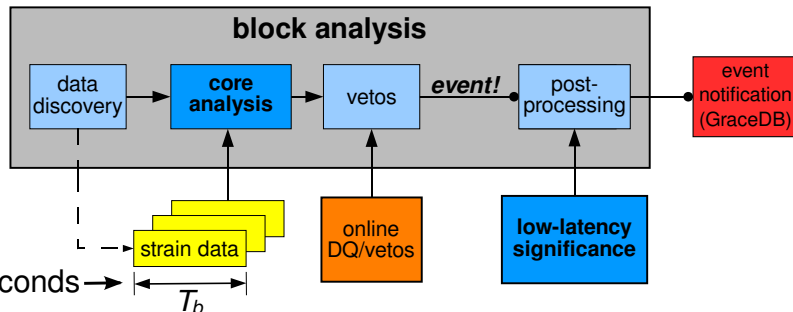 block analysis
data
discovery
core
analysis
vetos
event!
post-
processing
event
notification
(GraceDB)
strain data
online
DQ/vetos
low-latency
significance
conds
T_b